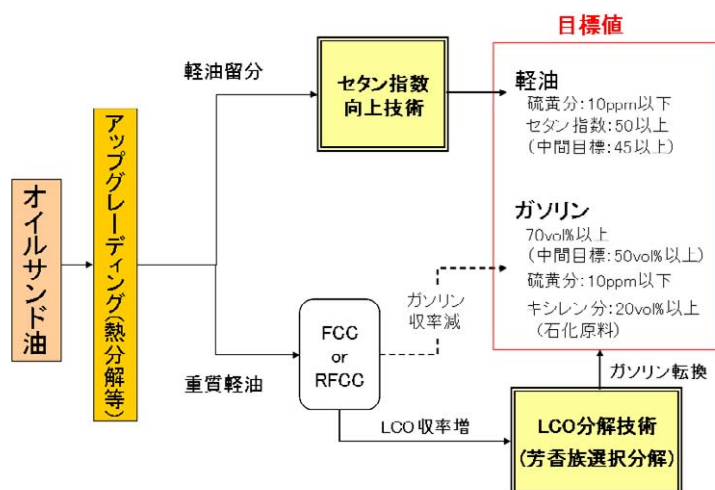 目標値
軽油留分
セタン指数
向上技術
軽油
硫黄分:10ppm以下
セタン指数:50以上
(中間目標:45以上)
オイルサンド油
アップグレーディング(熱分解等)
ガソリン
70vol%以上
(中間目標:50vol%以上)
硫黄分:10ppm以下
キシレン分:20vol%以上
(石化原料)
ガソリン
収率減
FCC
or
RFCC
重質軽油
ガソリン転換
LCO収率増
LCO分解技術
(芳香族選択分解)